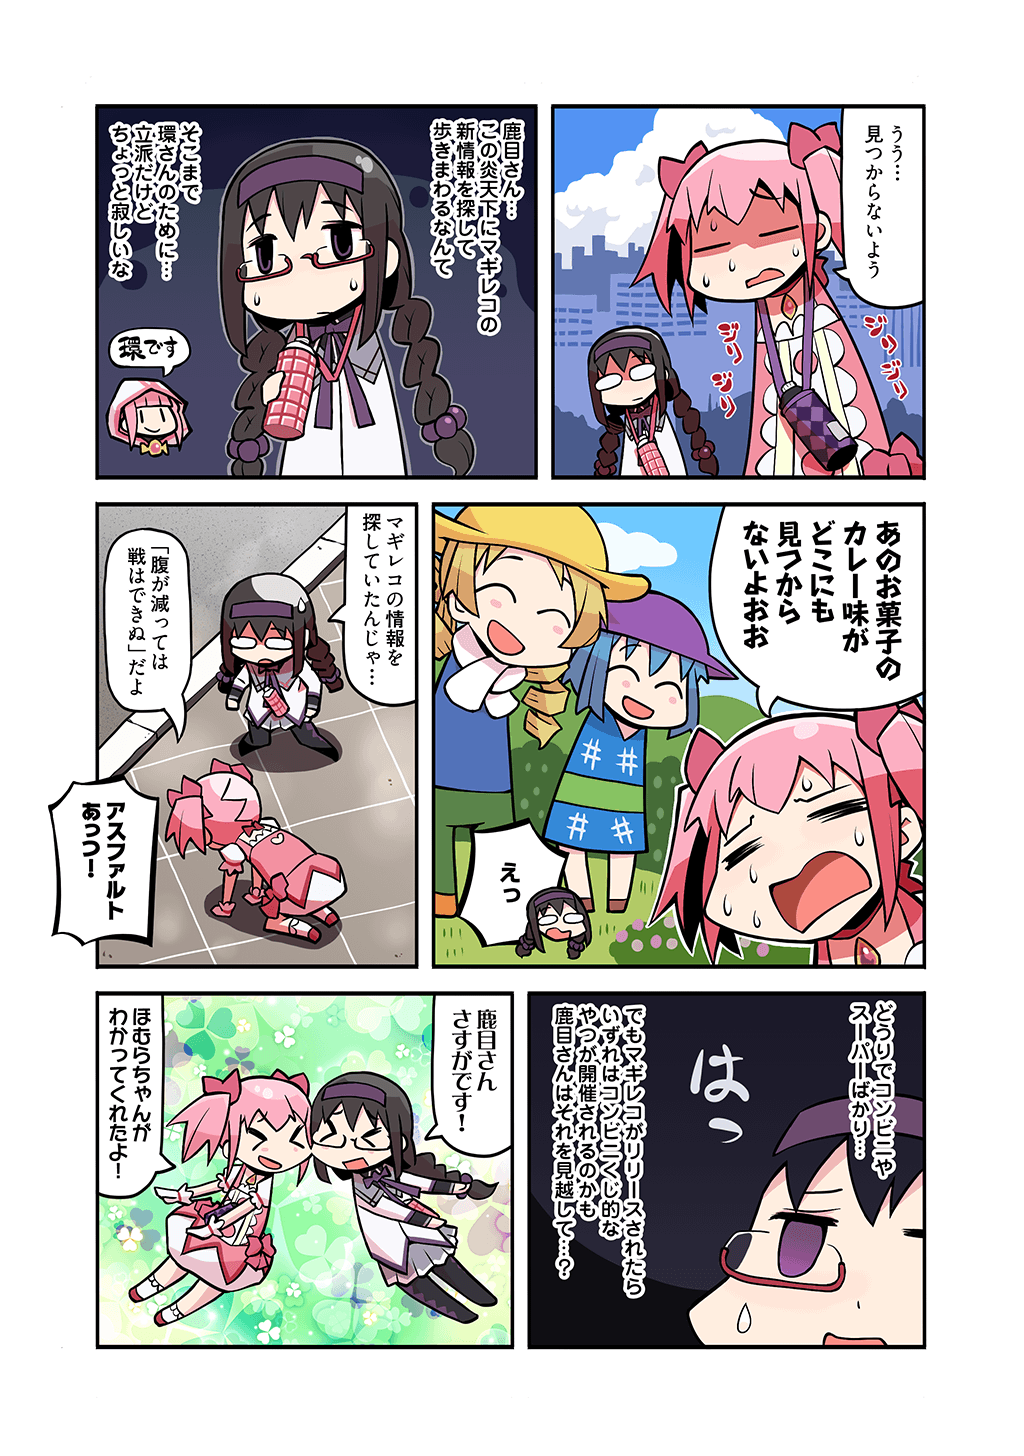 うう…
見つからないよう
ジリ
ジリ
ジリジリ
鹿目さん…
この炎天下にマギレコの
新情報を探して
歩きまわるなんて
そこまで
環さんのために…
立派だけど
ちょっと寂しいな
環です
あのお菓子の
カレー味が
どこにも
見つから
ないよおお
えっ
マギレコの情報を
探していたんじゃ…
「腹が減っては
戦はできぬ」だよ
アスファルト
あっつ！
どうりでコンビニや
スーパーばかり…
はっ
でもマギレコがリリースされたら
いずれはコンビニくじ的な
やつが開催されるのかも
鹿目さんはそれを見越して…？
鹿目さん
さすがです！
ほむらちゃんが
わかってくれたよ！